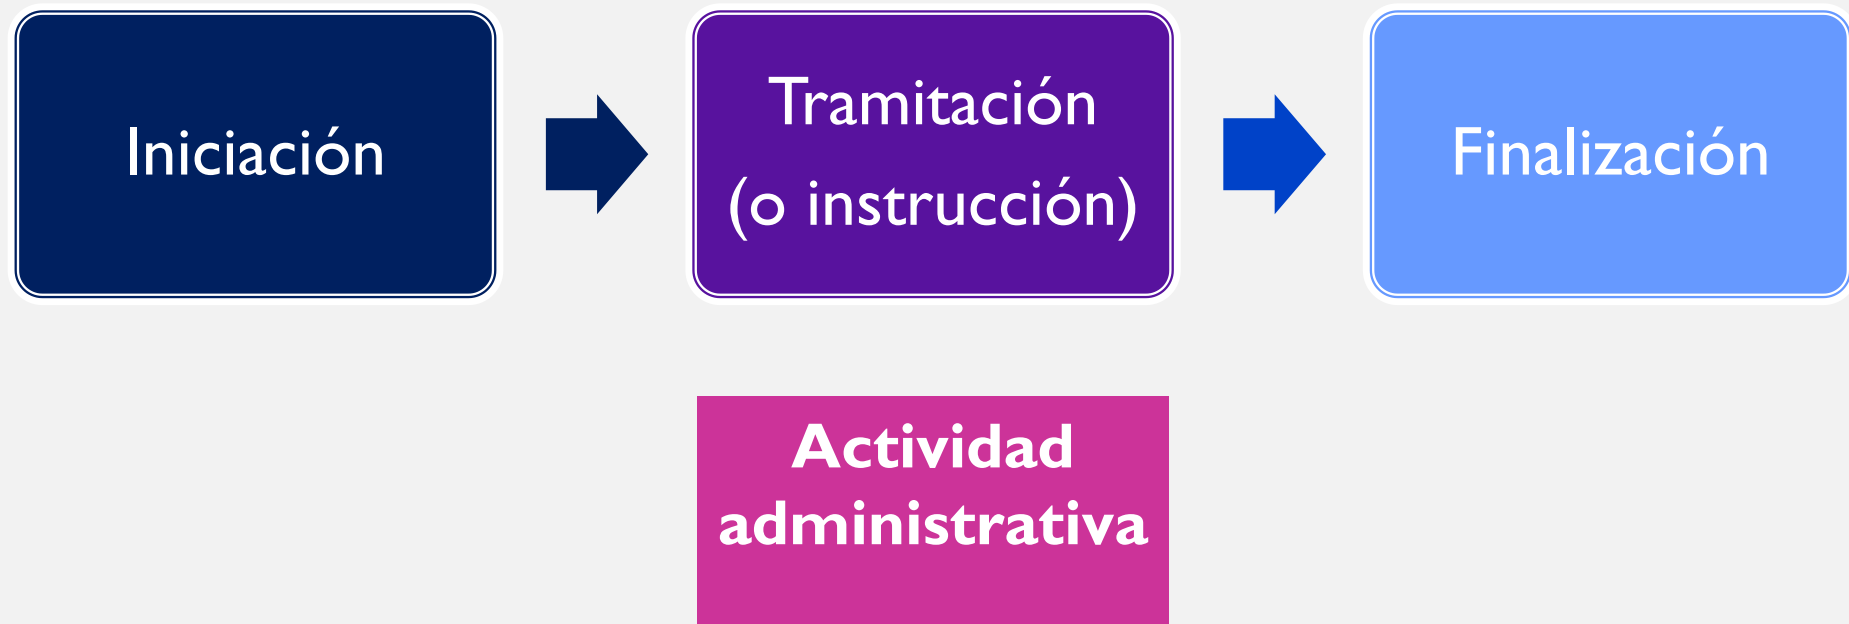 Iniciación
Tramitación
(o instrucción)
Finalización
Actividad
administrativa